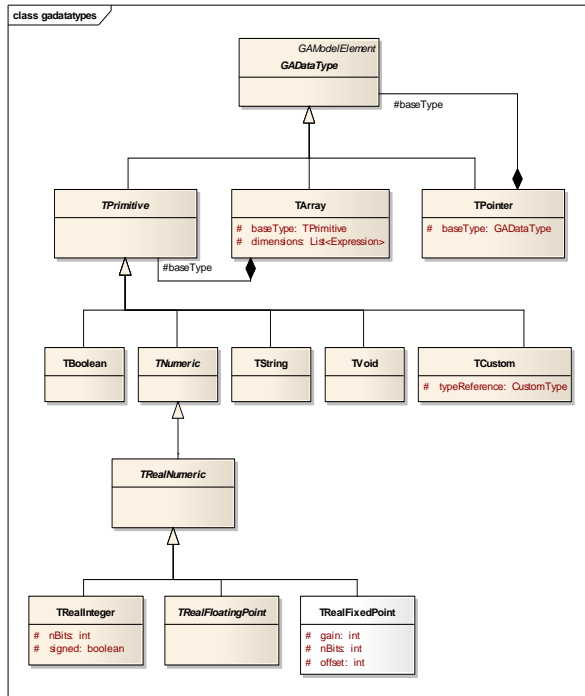 class gadatatypes
GAModelElement
GADataType
#baseType
TPrimitive
TArray
# baseType: TPrimitive
# dimensions: List<Expression>
TPointer
# baseType: GADataType
#baseType
TBoolean
TNumeric
TString
TVoid
TCustom
# typeReference: CustomType
TRealNumeric
TRealInteger
# nBits: int
# signed: boolean
TRealFloatingPoint
TRealFixedPoint
# gain: int
# nBits: int
# offset: int